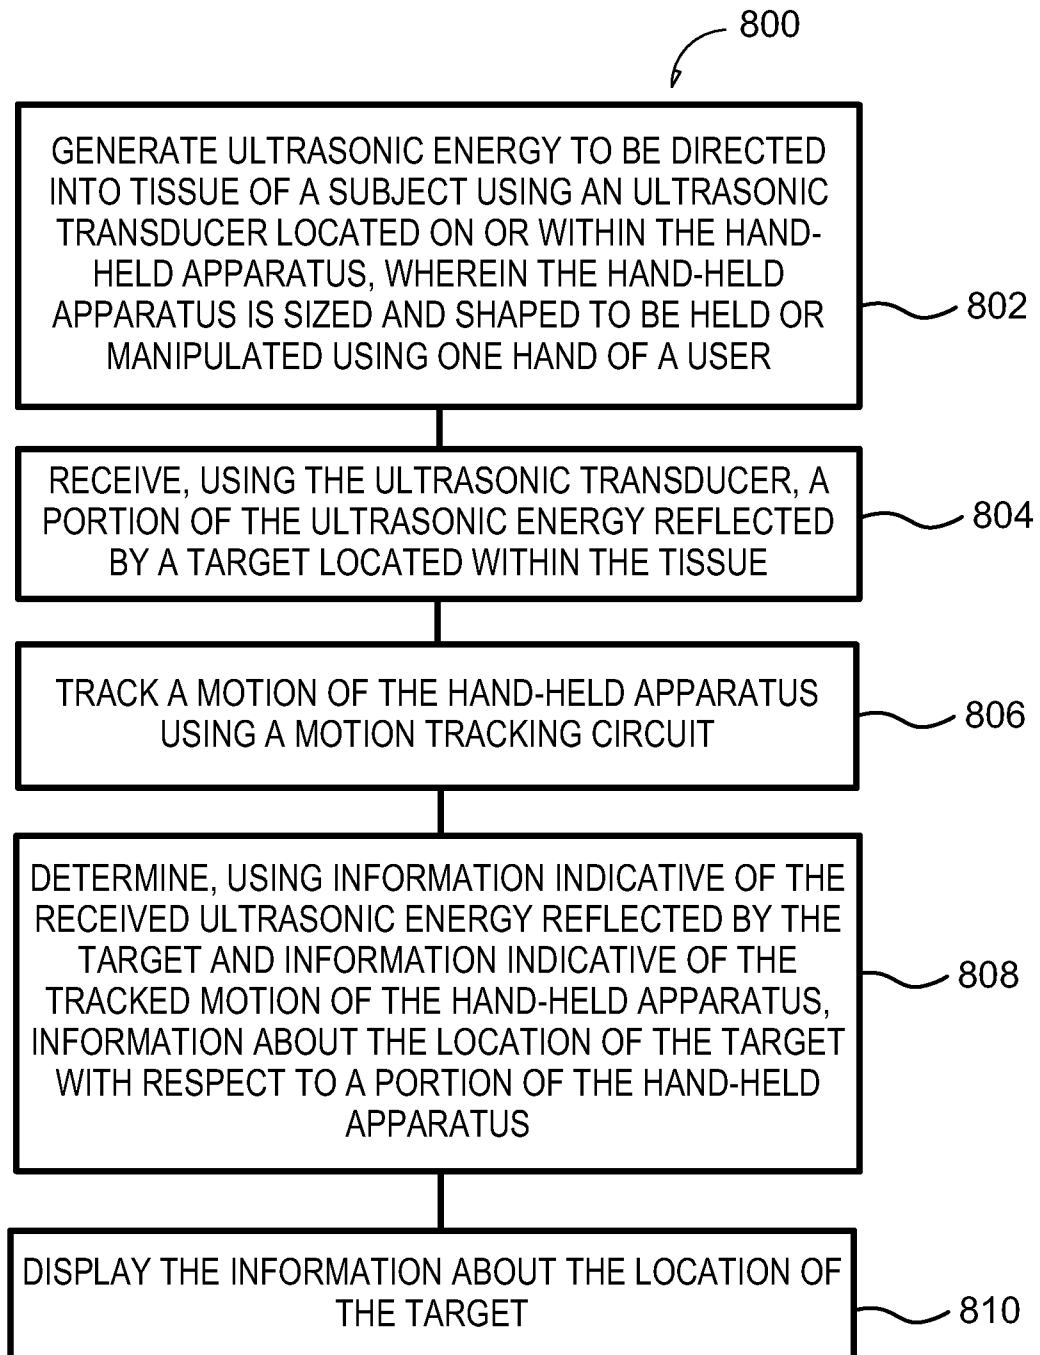 800
GENERATE ULTRASONIC ENERGY TO BE DIRECTED
INTO TISSUE OF A SUBJECT USING AN ULTRASONIC
TRANSDUCER LOCATED ON OR WITHIN THE HAND-
HELD APPARATUS, WHEREIN THE HAND-HELD
APPARATUS IS SIZED AND SHAPED TO BE HELD OR
MANIPULATED USING ONE HAND OF A USER
802
RECEIVE, USING THE ULTRASONIC TRANSDUCER, A
PORTION OF THE ULTRASONIC ENERGY REFLECTED
BY A TARGET LOCATED WITHIN THE TISSUE
804
TRACK A MOTION OF THE HAND-HELD APPARATUS
USING A MOTION TRACKING CIRCUIT
806
DETERMINE, USING INFORMATION INDICATIVE OF THE
RECEIVED ULTRASONIC ENERGY REFLECTED BY THE
TARGET AND INFORMATION INDICATIVE OF THE
TRACKED MOTION OF THE HAND-HELD APPARATUS,
INFORMATION ABOUT THE LOCATION OF THE TARGET
WITH RESPECT TO A PORTION OF THE HAND-HELD
APPARATUS
808
DISPLAY THE INFORMATION ABOUT THE LOCATION OF
THE TARGET
810